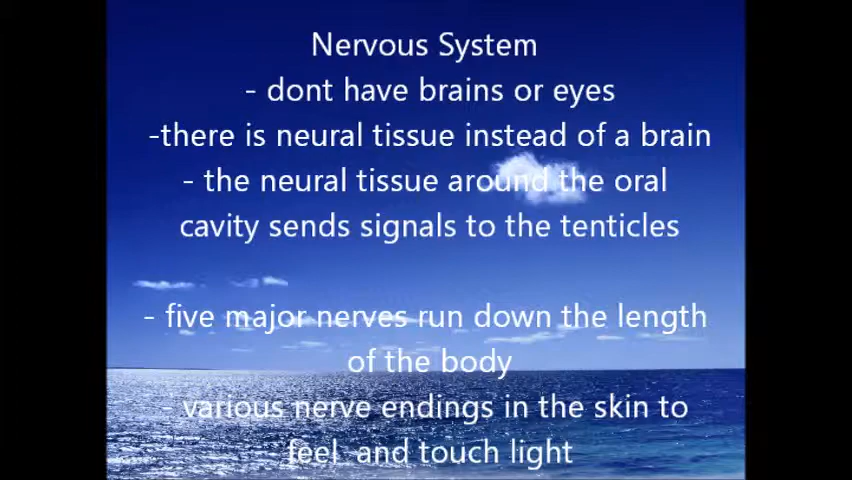 Nervous System
- dont have brains or eyes
-there is neural tissue instead of a brain
- the neural tissue around the oral
cavity sends signals to the tenticles
- five major nerves run down the length
of the body
- various nerve endings in the skin to
feel and touch light